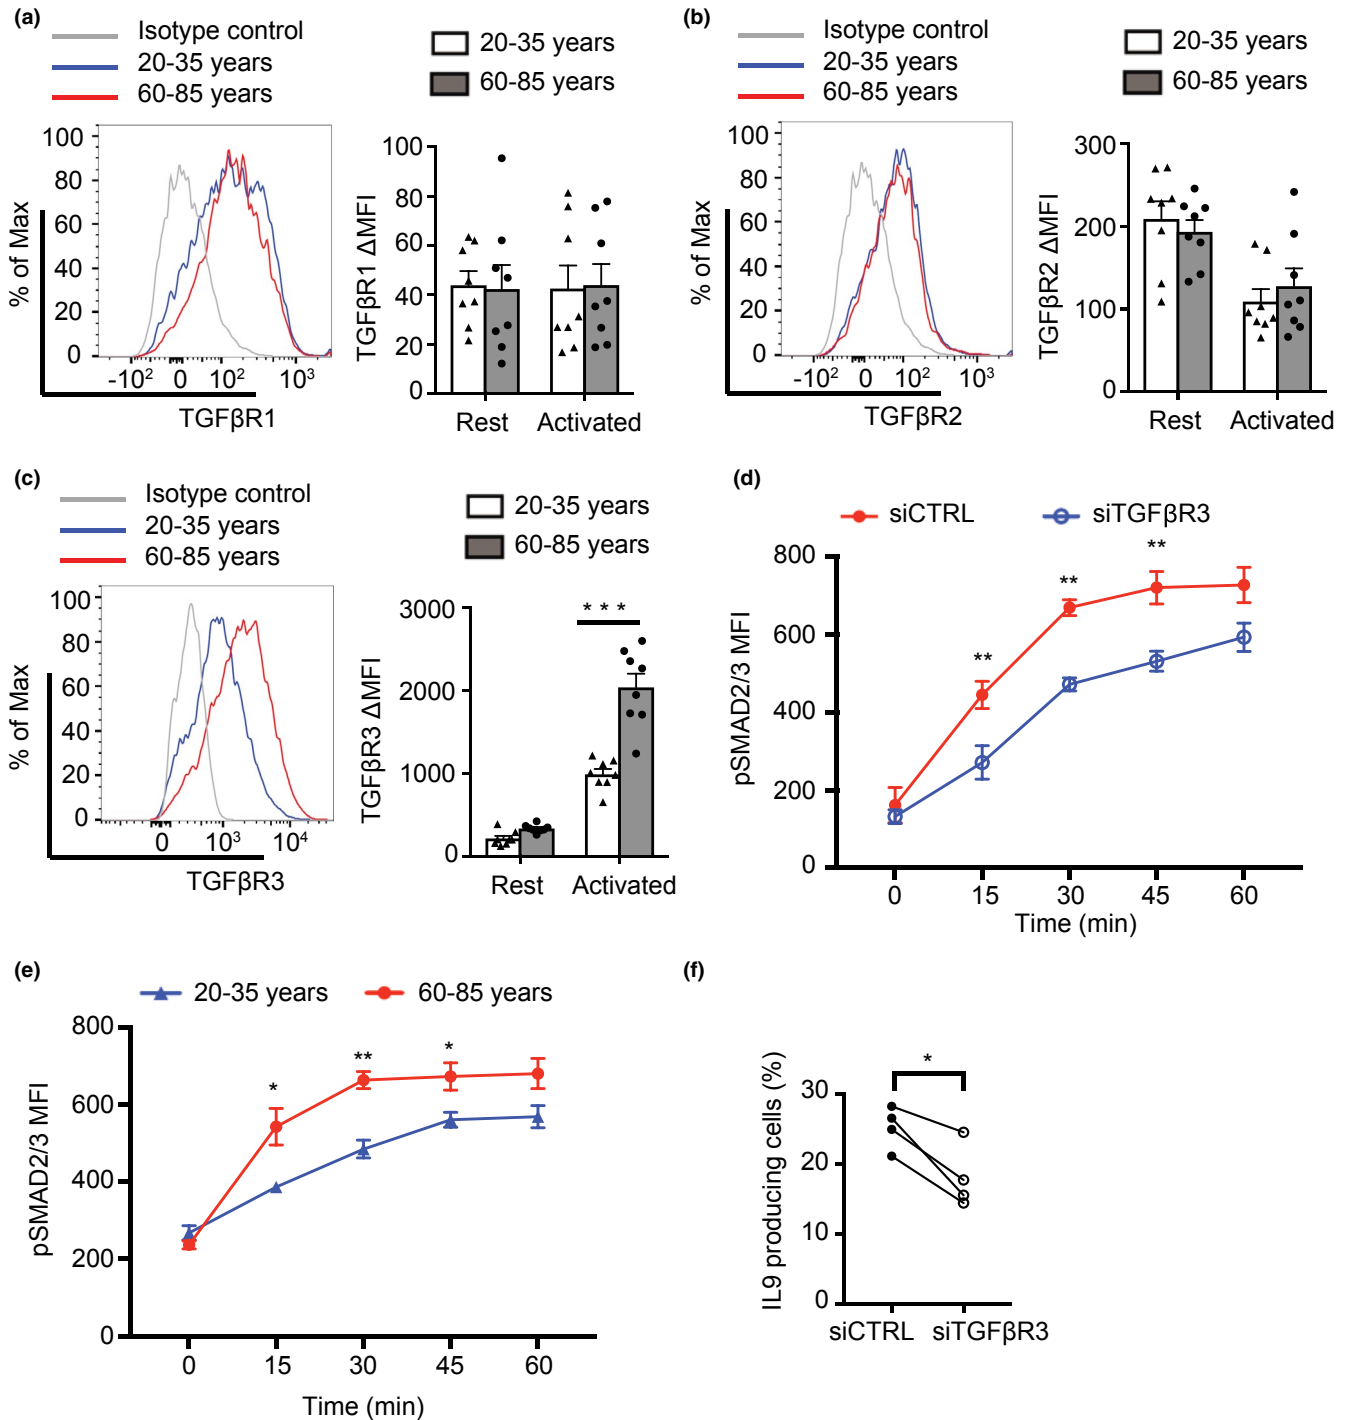 (a)
Isotype control
20-35 years
60-85 years
20-35 years
60-85 years
% of Max
100
80
60
40
20
0
-10² 0 10² 10³
TGFβR1
TGFβR1 ΔMFI
100
80
60
40
20
0
Rest Activated
(b)
Isotype control
20-35 years
60-85 years
20-35 years
60-85 years
% of Max
100
80
60
40
20
0
-10² 0 10² 10³
TGFβR2
TGFβR2 ΔMFI
300
200
100
0
Rest Activated
(c)
Isotype control
20-35 years
60-85 years
20-35 years
60-85 years
% of Max
100
80
60
40
20
0
0 10³ 10⁴
TGFβR3
TGFβR3 ΔMFI
3000
2000
1000
0
***
Rest Activated
(d)
siCTRL siTGFβR3
pSMAD2/3 MFI
800
600
400
200
0
** ** **
0 15 30 45 60
Time (min)
(e)
20-35 years 60-85 years
pSMAD2/3 MFI
800
600
400
200
0
* ** *
0 15 30 45 60
Time (min)
(f)
IL9 producing cells (%)
30
20
10
0
*
siCTRL siTGFβR3